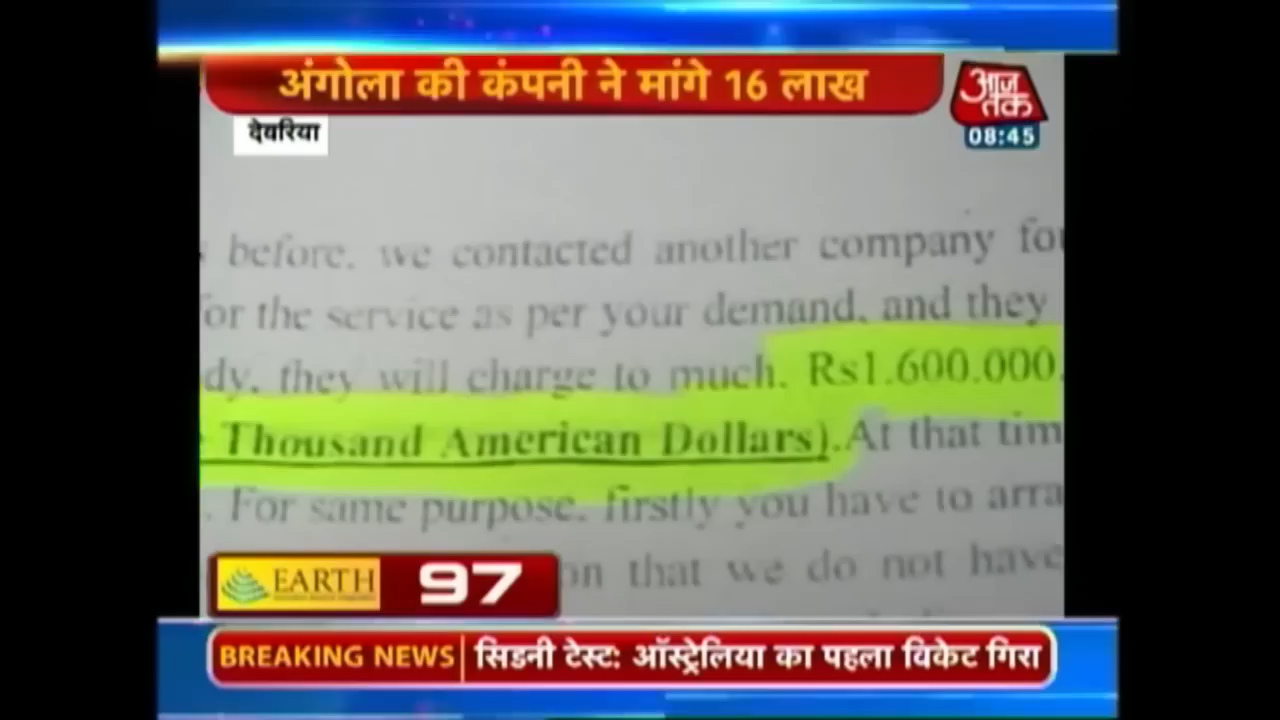 अंगोला की कंपनी ने मांगे 16 लाख
आज तक
08:45
देवरिया
before, we contacted another company for
for the service as per your demand, and they
dy, they will charge to much. Rs1.600.000.
Thousand American Dollars).At that tim
. For same purpose, firstly you have to arra
on that we do not have
EARTH
97
BREAKING NEWS
सिडनी टेस्ट: ऑस्ट्रेलिया का पहला विकेट गिरा